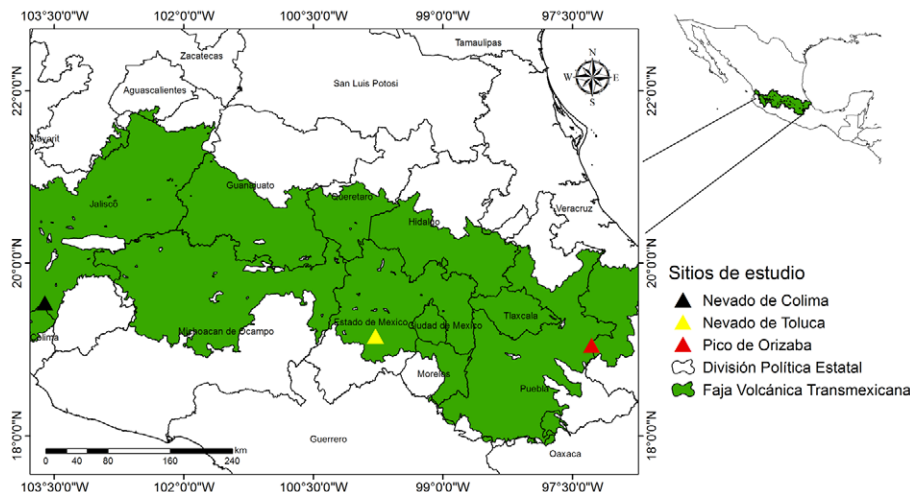 103°30'0"W 102°0'0"W 100°30'0"W 99°0'0"W 97°30'0"W
22°0'0"N
20°0'0"N
18°0'0"N
Zacatecas
Tamaulipas
San Luis Potosi
Aguascalientes
Nayarit
N
W E
S
Guanajuato
Jalisco
Queretaro
Hidalgo
Veracruz
Colima
Michoacan de Ocampo
Estado de Mexico
Ciudad de Mexico
Tlaxcala
Morelos
Puebla
Guerrero
Oaxaca
0 30 60 80 160 240
km
22°0'0"N
20°0'0"N
18°0'0"N
103°30'0"W 102°0'0"W 100°30'0"W 99°0'0"W 97°30'0"W
Sitios de estudio
Nevado de Colima
Nevado de Toluca
Pico de Orizaba
División Política Estatal
Faja Volcánica Transmexicana